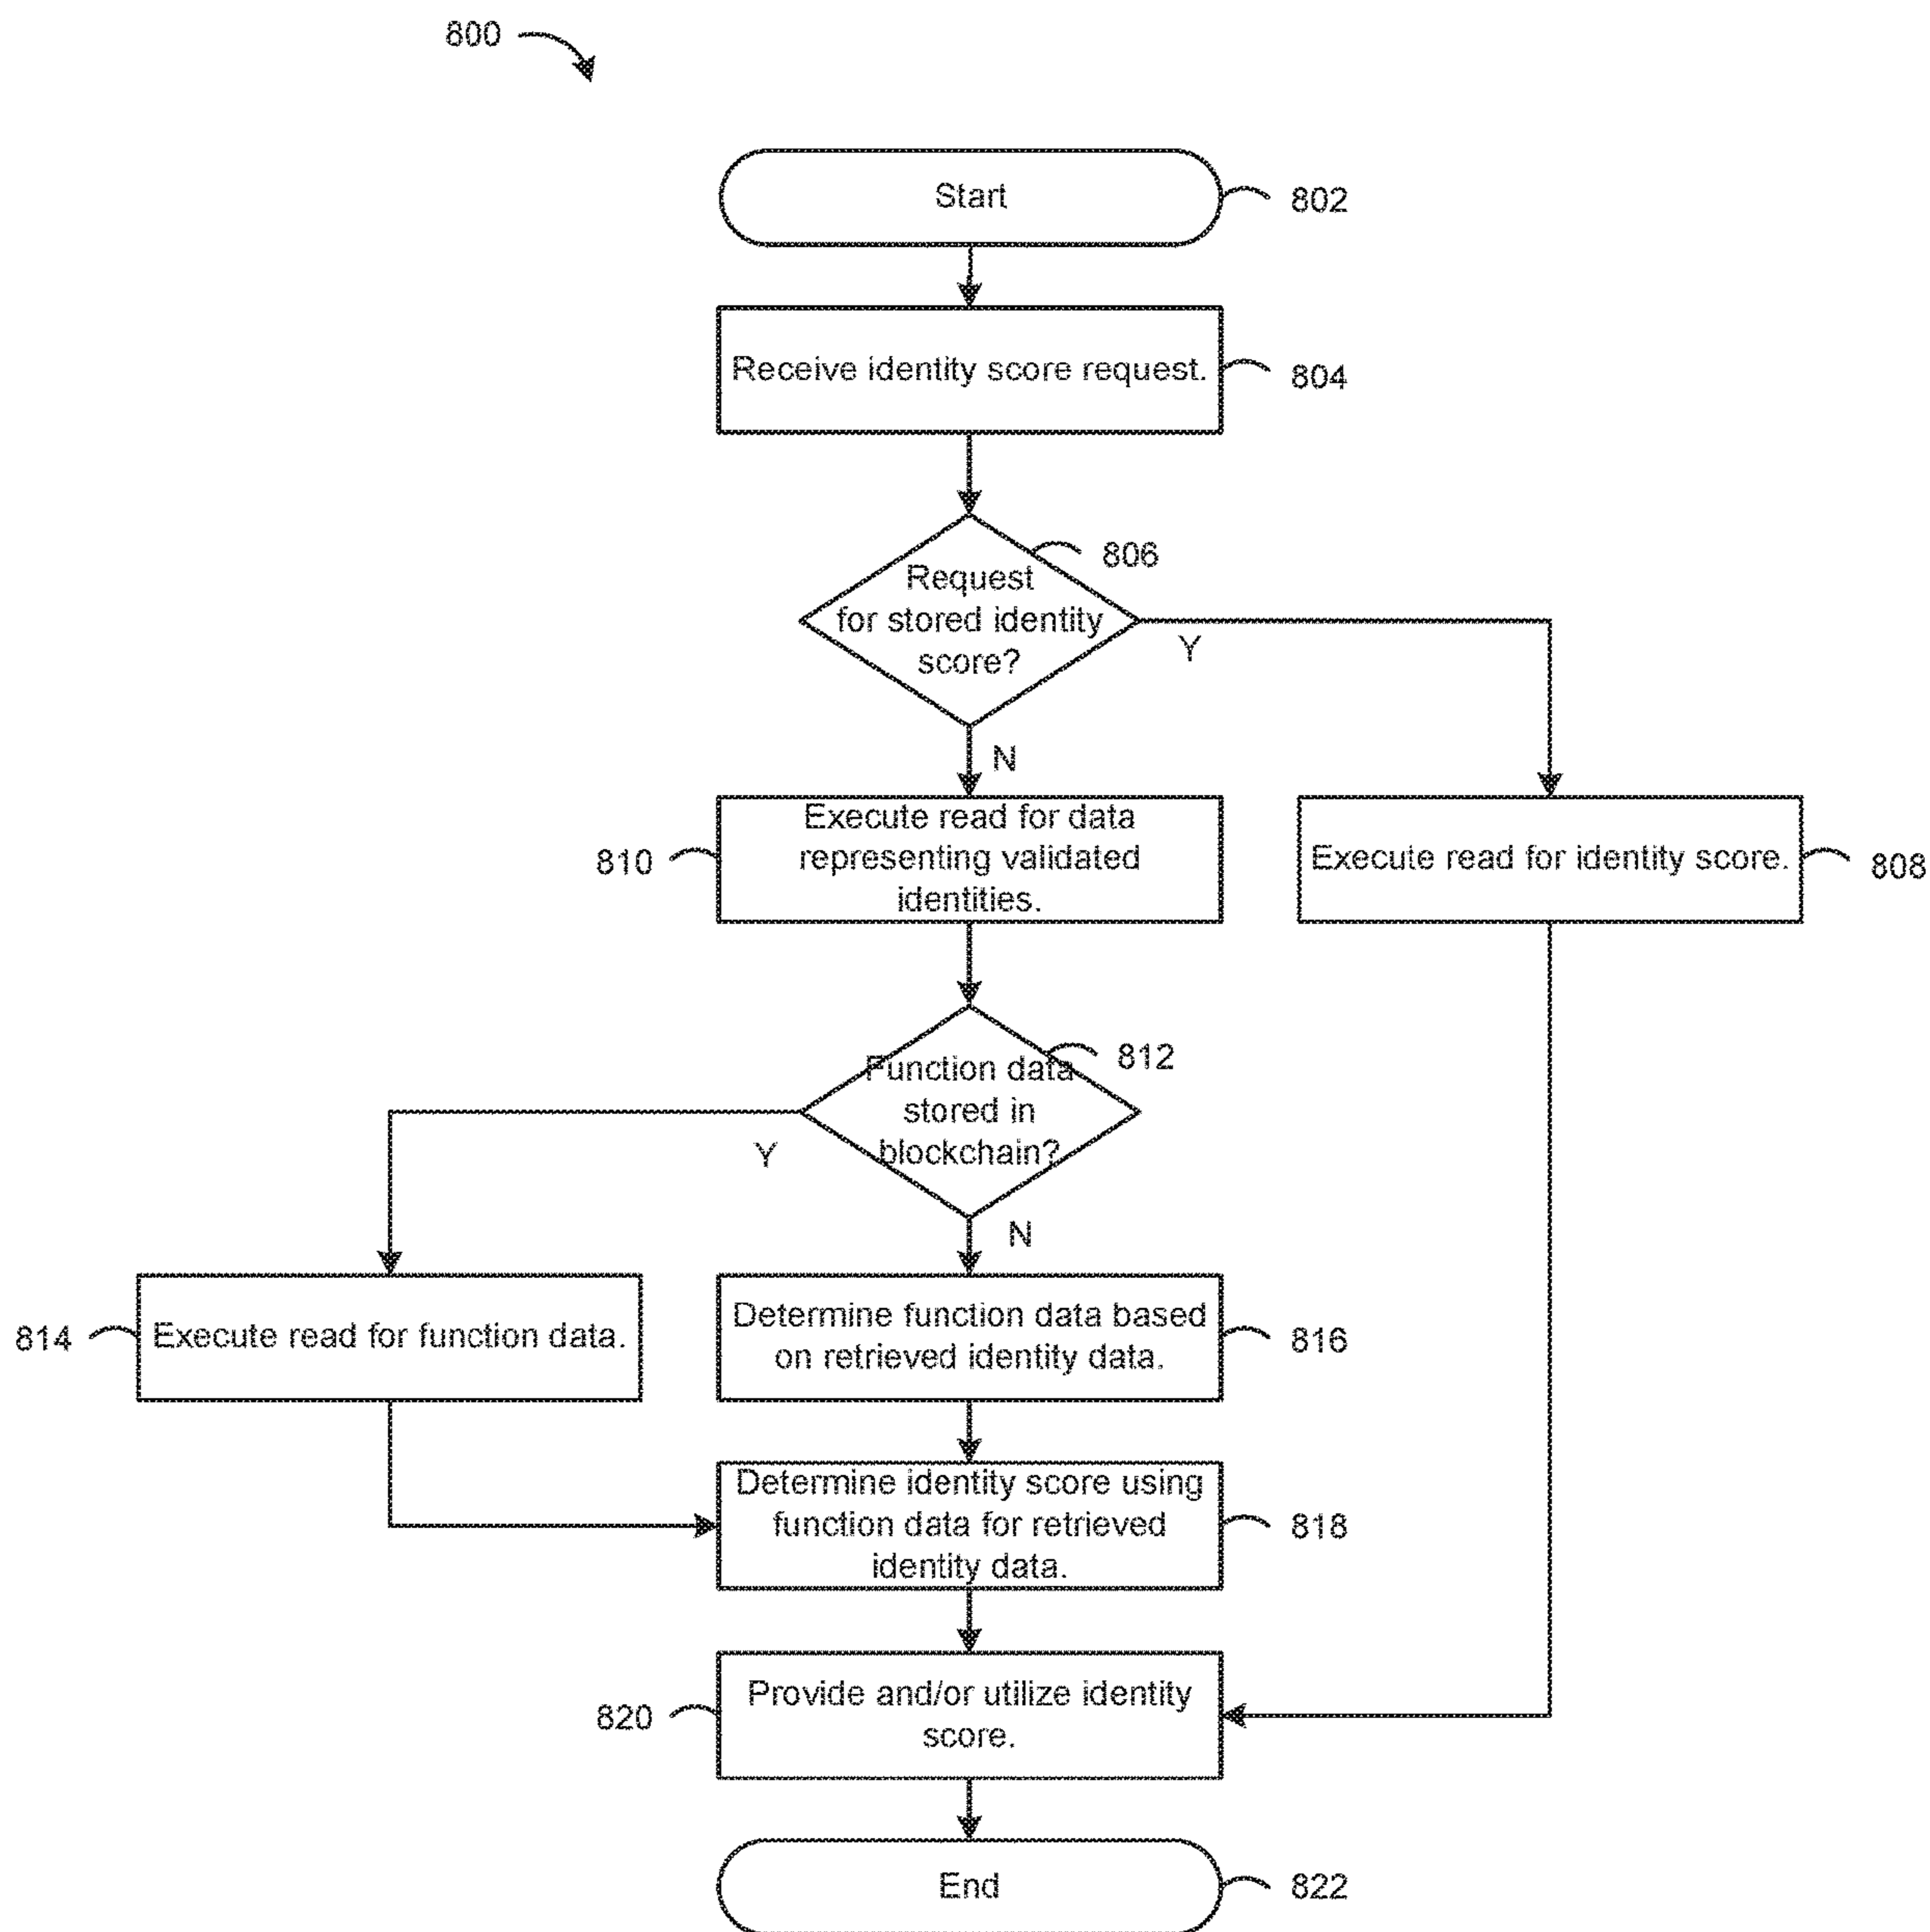 800
Start
802
Receive identity score request.
804
806
Request
for stored identity
score?
Y
N
Execute read for data
representing validated
identities.
810
Execute read for identity score.
808
812
Function data
stored in
blockchain?
Y
N
814
Execute read for function data.
Determine function data based
on retrieved identity data.
816
Determine identity score using
function data for retrieved
identity data.
818
820
Provide and/or utilize identity
score.
End
822